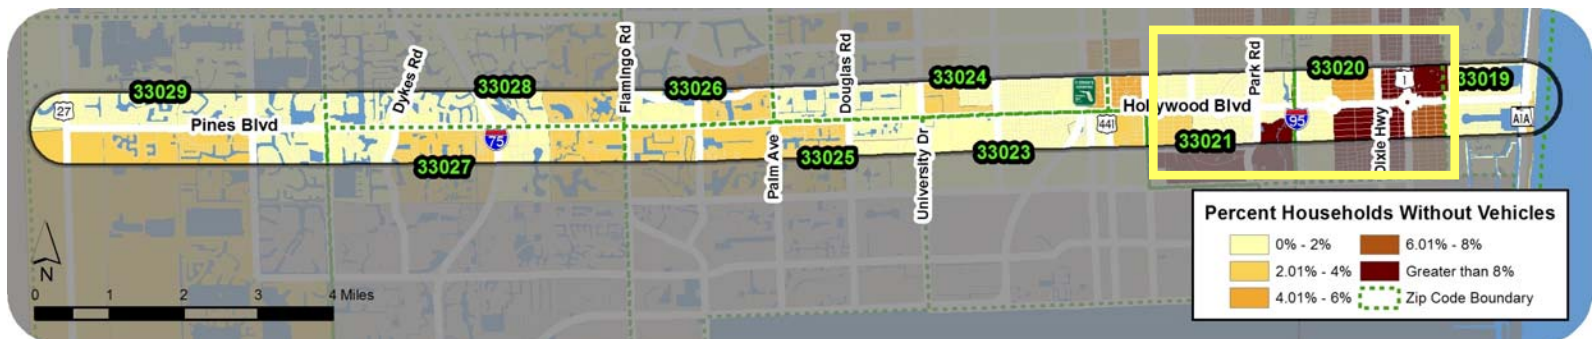 33029
33028
33026
33024
33020
33019
33027
33025
33023
33021
27
Pines Blvd
Dykes Rd
75
Flamingo Rd
Palm Ave
Douglas Rd
University Dr
441
Hollywood Blvd
Park Rd
95
Dixie Hwy
1
A1A
N
0 1 2 3 4 Miles
Percent Households Without Vehicles
0% - 2%
2.01% - 4%
4.01% - 6%
6.01% - 8%
Greater than 8%
Zip Code Boundary